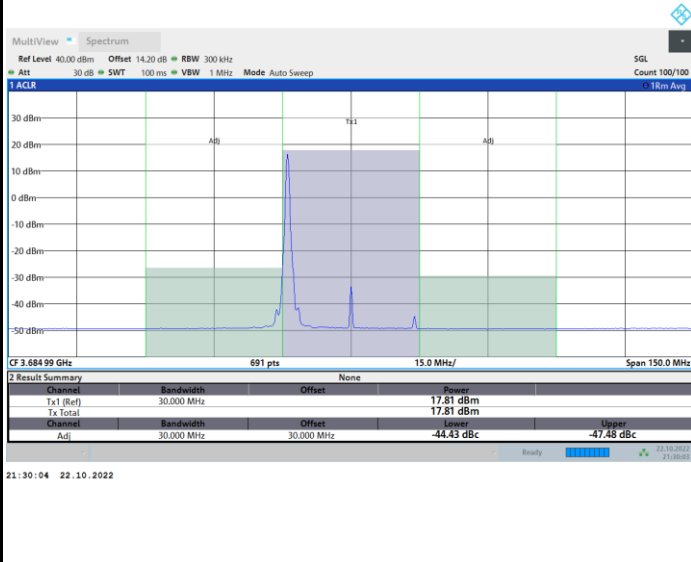 MultiView Spectrum
Ref Level 40.00 dBm Offset 14.20 dB RBW 300 kHz SGL
Att 30 dB SWT 100 ms VBW 1 MHz Mode Auto Sweep Count 100/100
1 ACLR 1Rm Avg
30 dBm
Tx1
20 dBm
Adj Adj
10 dBm
0 dBm
-10 dBm
-20 dBm
-30 dBm
-40 dBm
-50 dBm
CF 3.684 99 GHz 691 pts 15.0 MHz/ Span 150.0 MHz
2 Result Summary None
Channel Bandwidth Offset Power
Tx1 (Ref) 30.000 MHz 17.81 dBm
Tx Total 17.81 dBm
Channel Bandwidth Offset Lower Upper
Adj 30.000 MHz 30.000 MHz -44.43 dBc -47.48 dBc
Ready 22.10.2022
21:30:03
21:30:04 22.10.2022